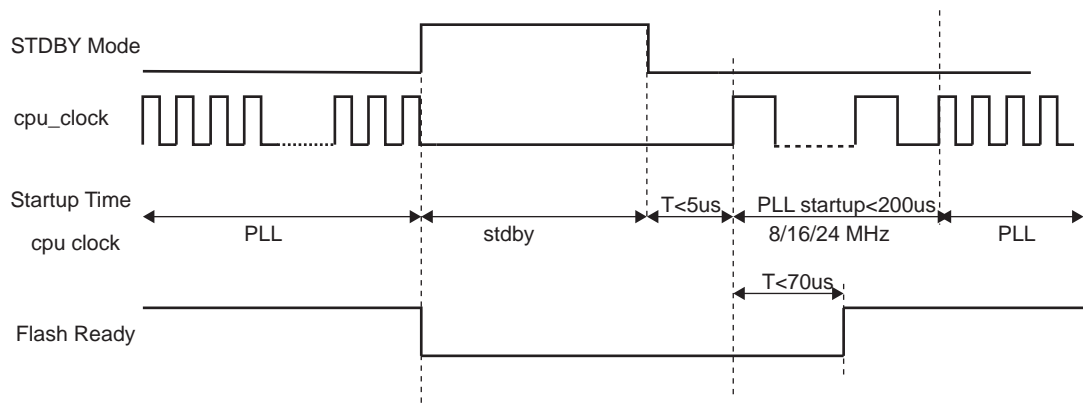 STDBY Mode
cpu_clock
Startup Time
T<5us
PLL startup<200us
cpu clock
PLL
stdby
8/16/24 MHz
PLL
T<70us
Flash Ready